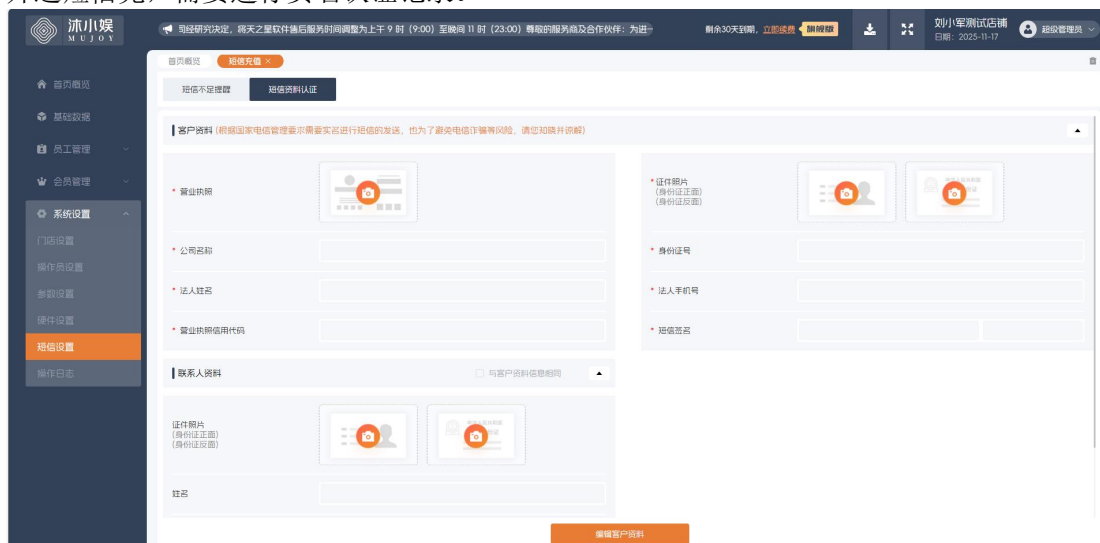 沐小娱
MUJOY
司经研究决定，将天之星软件售后服务时间调整为上午 9 时 (9:00) 至晚间 11 时 (23:00) 尊敬的服务商及合作伙伴：为进一
剩余30天到期，立即续费 旗舰版
刘小军测试店铺
日期：2025-11-17
超级管理员
首页概览
短信充值 ×
首页概览
基础数据
员工管理
会员管理
系统设置
门店设置
操作员设置
参数设置
硬件设置
短信设置
操作日志
短信不足提醒
短信资料认证
客户资料 (根据国家电信管理要求需要实名进行短信的发送，也为了避免电信诈骗等风险，请您知晓并谅解)
* 营业执照
* 证件照片
(身份证正面)
(身份证反面)
* 公司名称
* 身份证号
* 法人姓名
* 法人手机号
* 营业执照信用代码
* 短信签名
联系人资料
与客户资料信息相同
证件照片
(身份证正面)
(身份证反面)
姓名
编辑客户资料